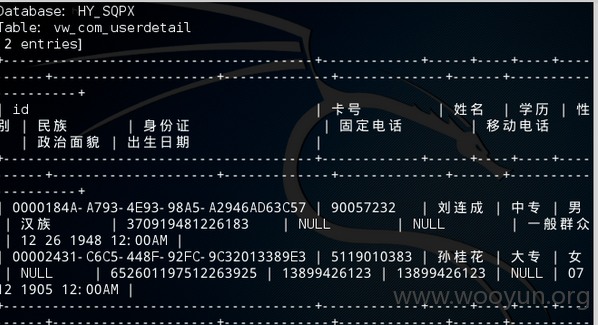 Database: HY_SQPX
Table: vw_com_userdetail
2 entries]
| id | 卡号 | 姓名 | 学历 | 性
别 | 民族 | 身份证 | 固定电话 | 移动电话
| 政治面貌 | 出生日期 |
| 0000184A-A793-4E93-98A5-A2946AD63C57 | 90057232 | 刘连成 | 中专 | 男
| 汉族 | 370919481226183 | NULL | NULL | 一般群众
| 12 26 1948 12:00AM |
| 00002431-C6C5-448F-92FC-9C32013389E3 | 5119010383 | 孙桂花 | 大专 | 女
| NULL | 652601197512263925 | 13899426123 | 13899426123 | NULL | 07
12 1905 12:00AM |
www.wooyun.org